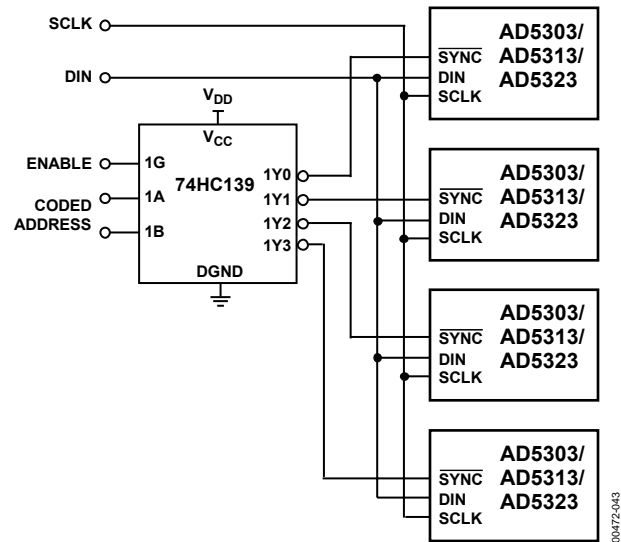 SCLK
DIN
VDD
VCC
ENABLE
1G
1A
CODED
ADDRESS
1B
74HC139
1Y0
1Y1
1Y2
1Y3
DGND
AD5303/
SYNC AD5313/
DIN AD5323
SCLK
AD5303/
SYNC AD5313/
DIN AD5323
SCLK
AD5303/
SYNC AD5313/
DIN AD5323
SCLK
AD5303/
SYNC AD5313/
DIN AD5323
SCLK
00472-043